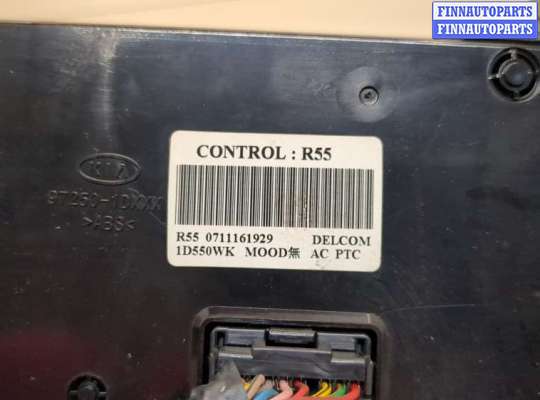 FINNAUTOPARTS
FINNAUTOPARTS
KIA
97250-1DXXX
>ABS<
CONTROL : R55
R55 0711161929 DELCOM
1D550WK MOOD無 AC PTC